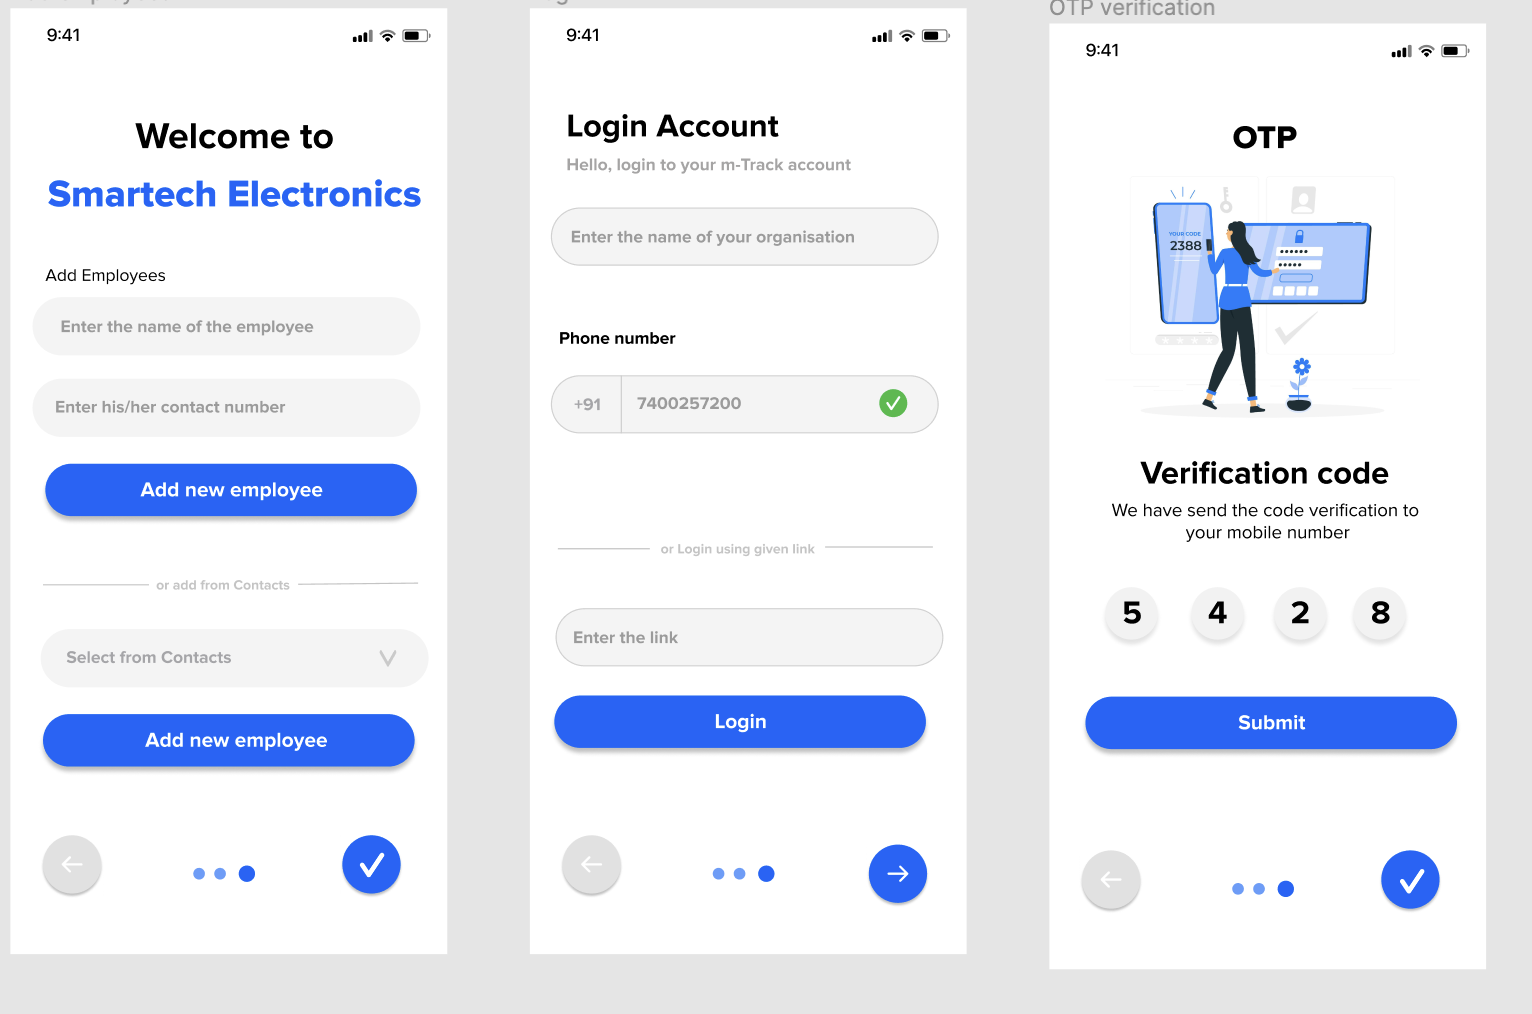 9:41
Welcome to
Smartech Electronics
Add Employees
Enter the name of the employee
Enter his/her contact number
Add new employee
or add from Contacts
Select from Contacts
Add new employee
9:41
Login Account
Hello, login to your m-Track account
Enter the name of your organisation
Phone number
+91 7400257200
or Login using given link
Enter the link
Login
OTP verification
9:41
OTP
YOUR CODE
2388
Verification code
We have send the code verification to
your mobile number
5 4 2 8
Submit